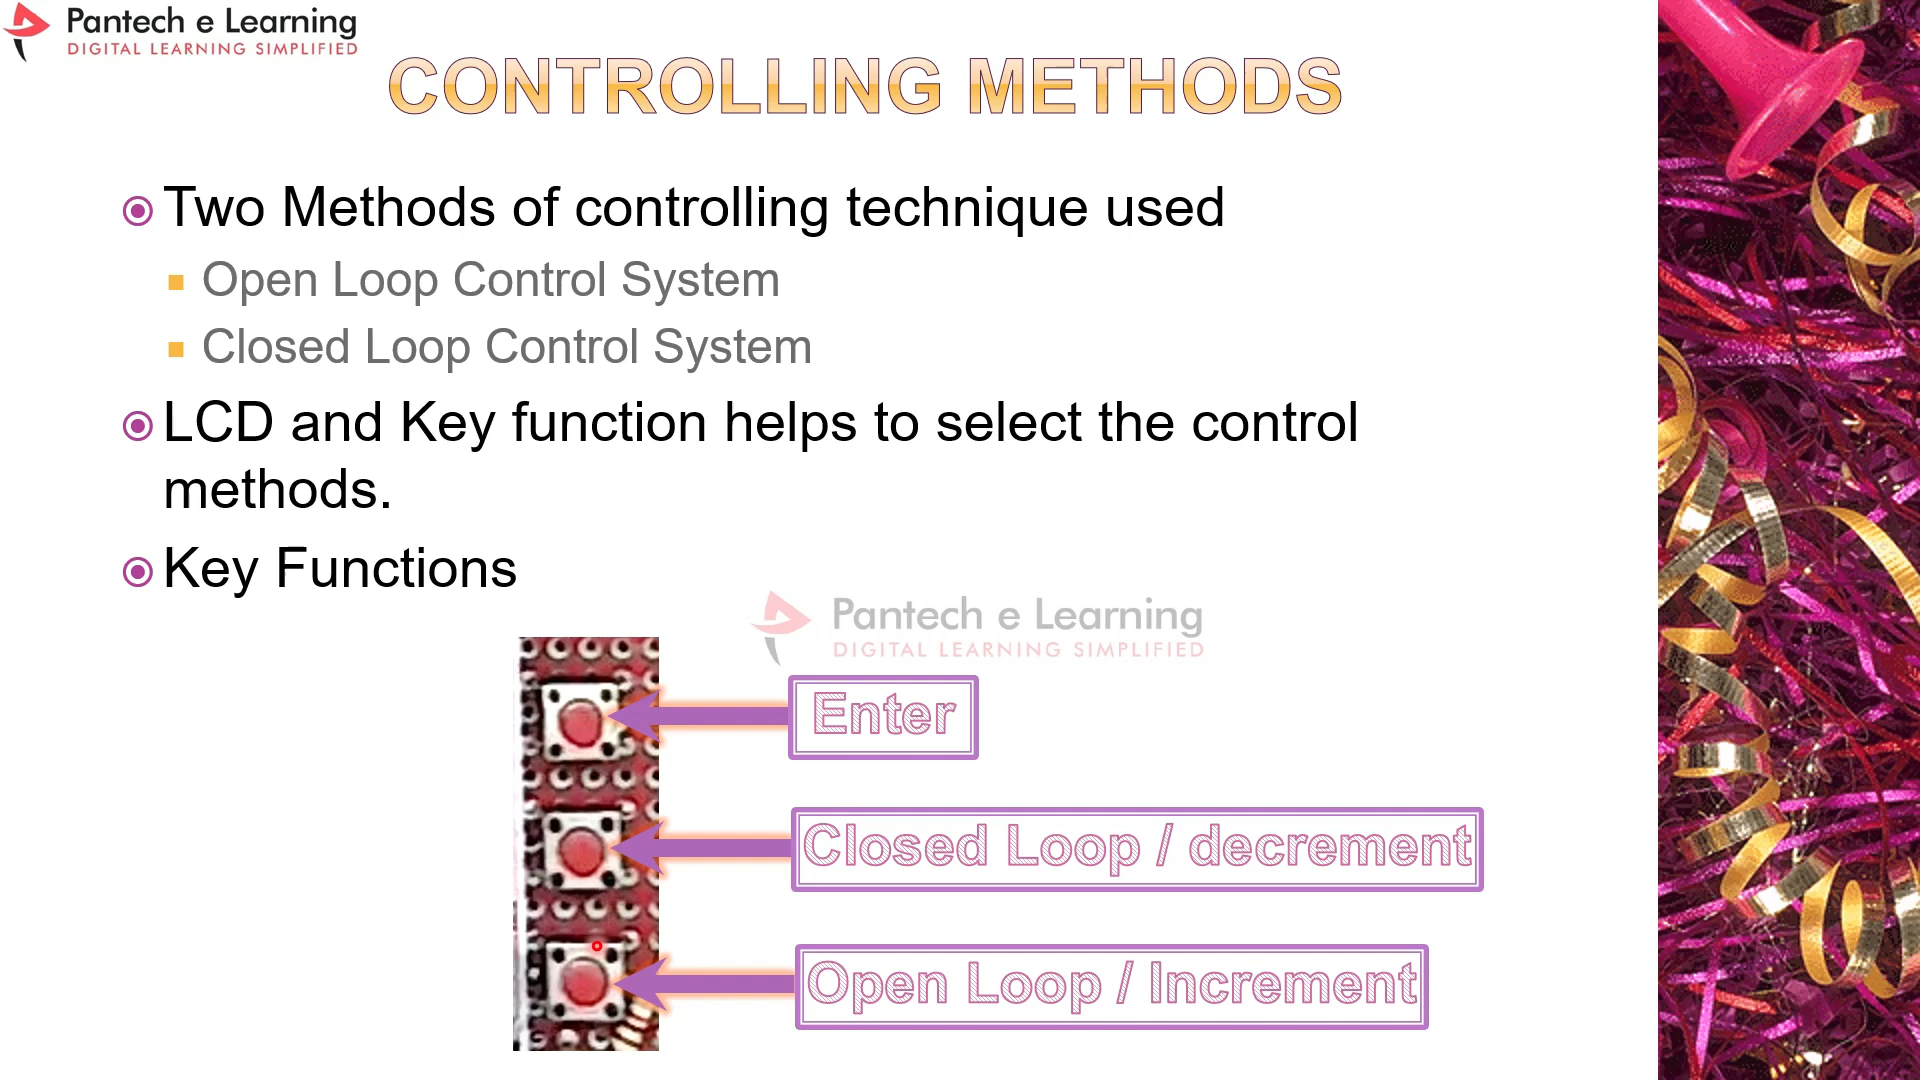 Pantech e Learning
DIGITAL LEARNING SIMPLIFIED
CONTROLLING METHODS
Two Methods of controlling technique used
Open Loop Control System
Closed Loop Control System
LCD and Key function helps to select the control
methods.
Key Functions
Pantech e Learning
DIGITAL LEARNING SIMPLIFIED
Enter
Closed Loop / decrement
Open Loop / Increment